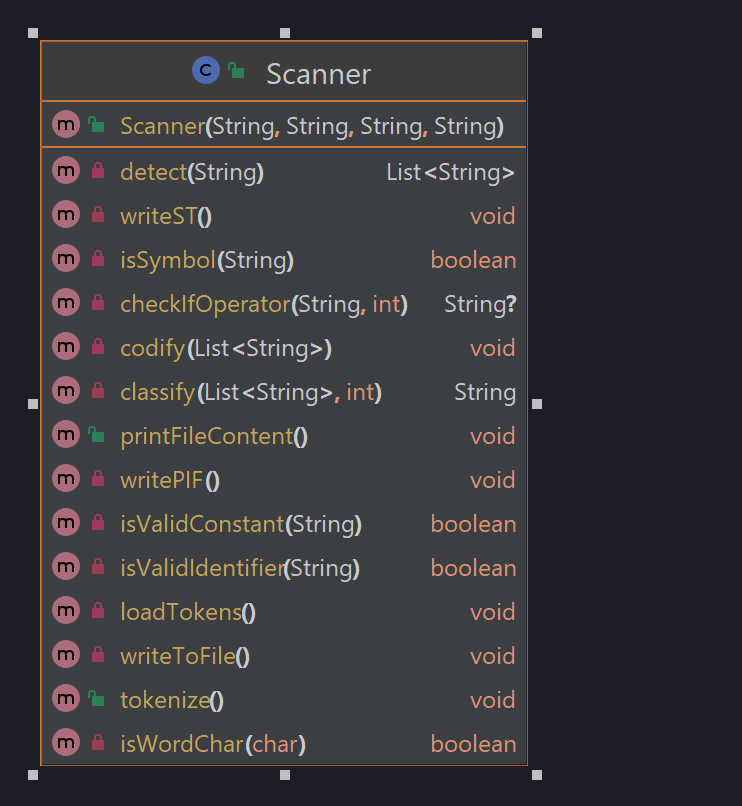 C Scanner
m Scanner(String, String, String, String)
m detect(String) List<String>
m writeST() void
m isSymbol(String) boolean
m checkIfOperator(String, int) String?
m codify(List<String>) void
m classify(List<String>, int) String
m printFileContent() void
m writePIF() void
m isValidConstant(String) boolean
m isValidIdentifier(String) boolean
m loadTokens() void
m writeToFile() void
m tokenize() void
m isWordChar(char) boolean